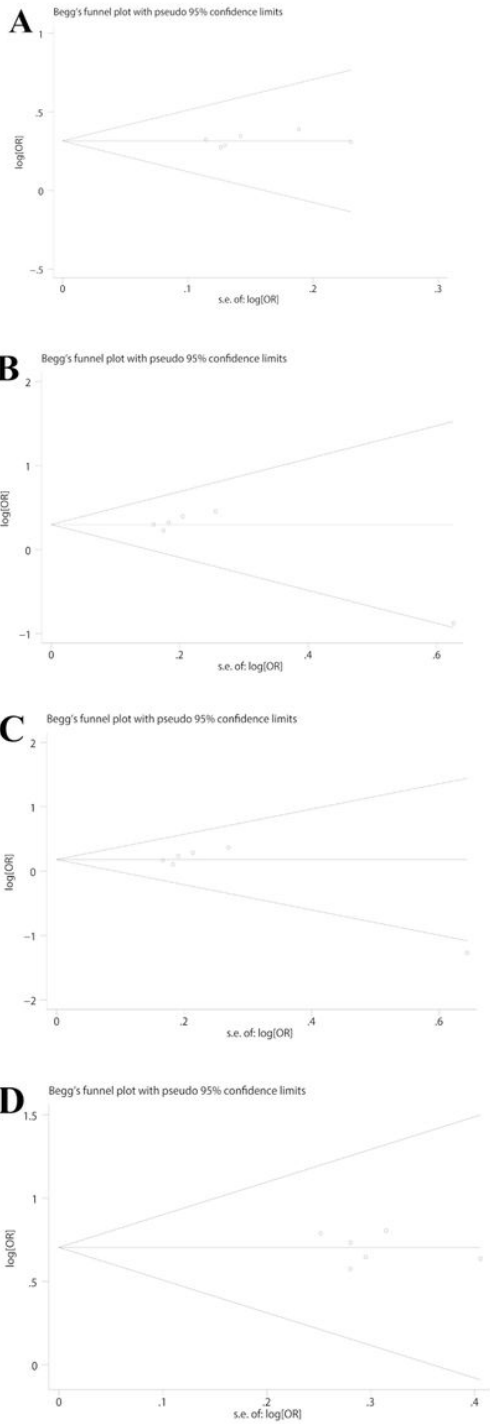 A
Begg's funnel plot with pseudo 95% confidence limits
1
.5
0
-.5
log[OR]
0 .1 .2 .3
s.e. of: log[OR]
B
Begg's funnel plot with pseudo 95% confidence limits
2
1
0
-1
log[OR]
0 .2 .4 .6
s.e. of: log[OR]
C
Begg's funnel plot with pseudo 95% confidence limits
2
1
0
-1
-2
log[OR]
0 .2 .4 .6
s.e. of: log[OR]
D
Begg's funnel plot with pseudo 95% confidence limits
1.5
1
.5
0
log[OR]
0 .1 .2 .3 .4
s.e. of: log[OR]